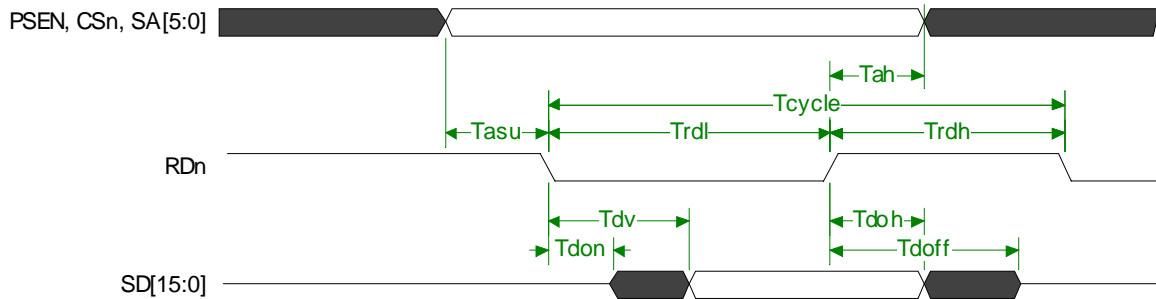 PSEN, CSn, SA[5:0]
Tah
Tcycle
Tasu Trdl Trdh
RDn
Tdv Tdoh
Tdon Tdoff
SD[15:0]